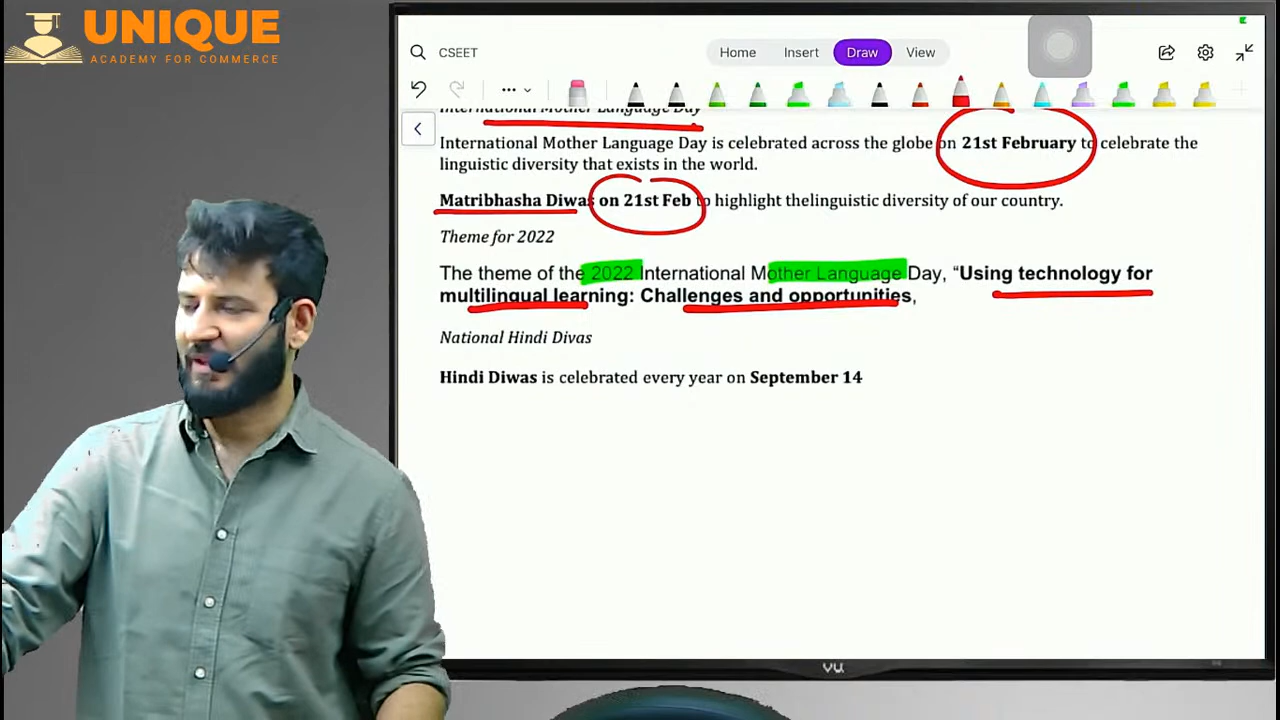 UNIQUE
ACADEMY FOR COMMERCE
CSEET
Home Insert Draw View
International Mother Language Day
International Mother Language Day is celebrated across the globe on 21st February to celebrate the
linguistic diversity that exists in the world.
Matribhasha Diwas on 21st Feb to highlight thelinguistic diversity of our country.
Theme for 2022
The theme of the 2022 International Mother Language Day, “Using technology for
multilingual learning: Challenges and opportunities,
National Hindi Divas
Hindi Diwas is celebrated every year on September 14
vu